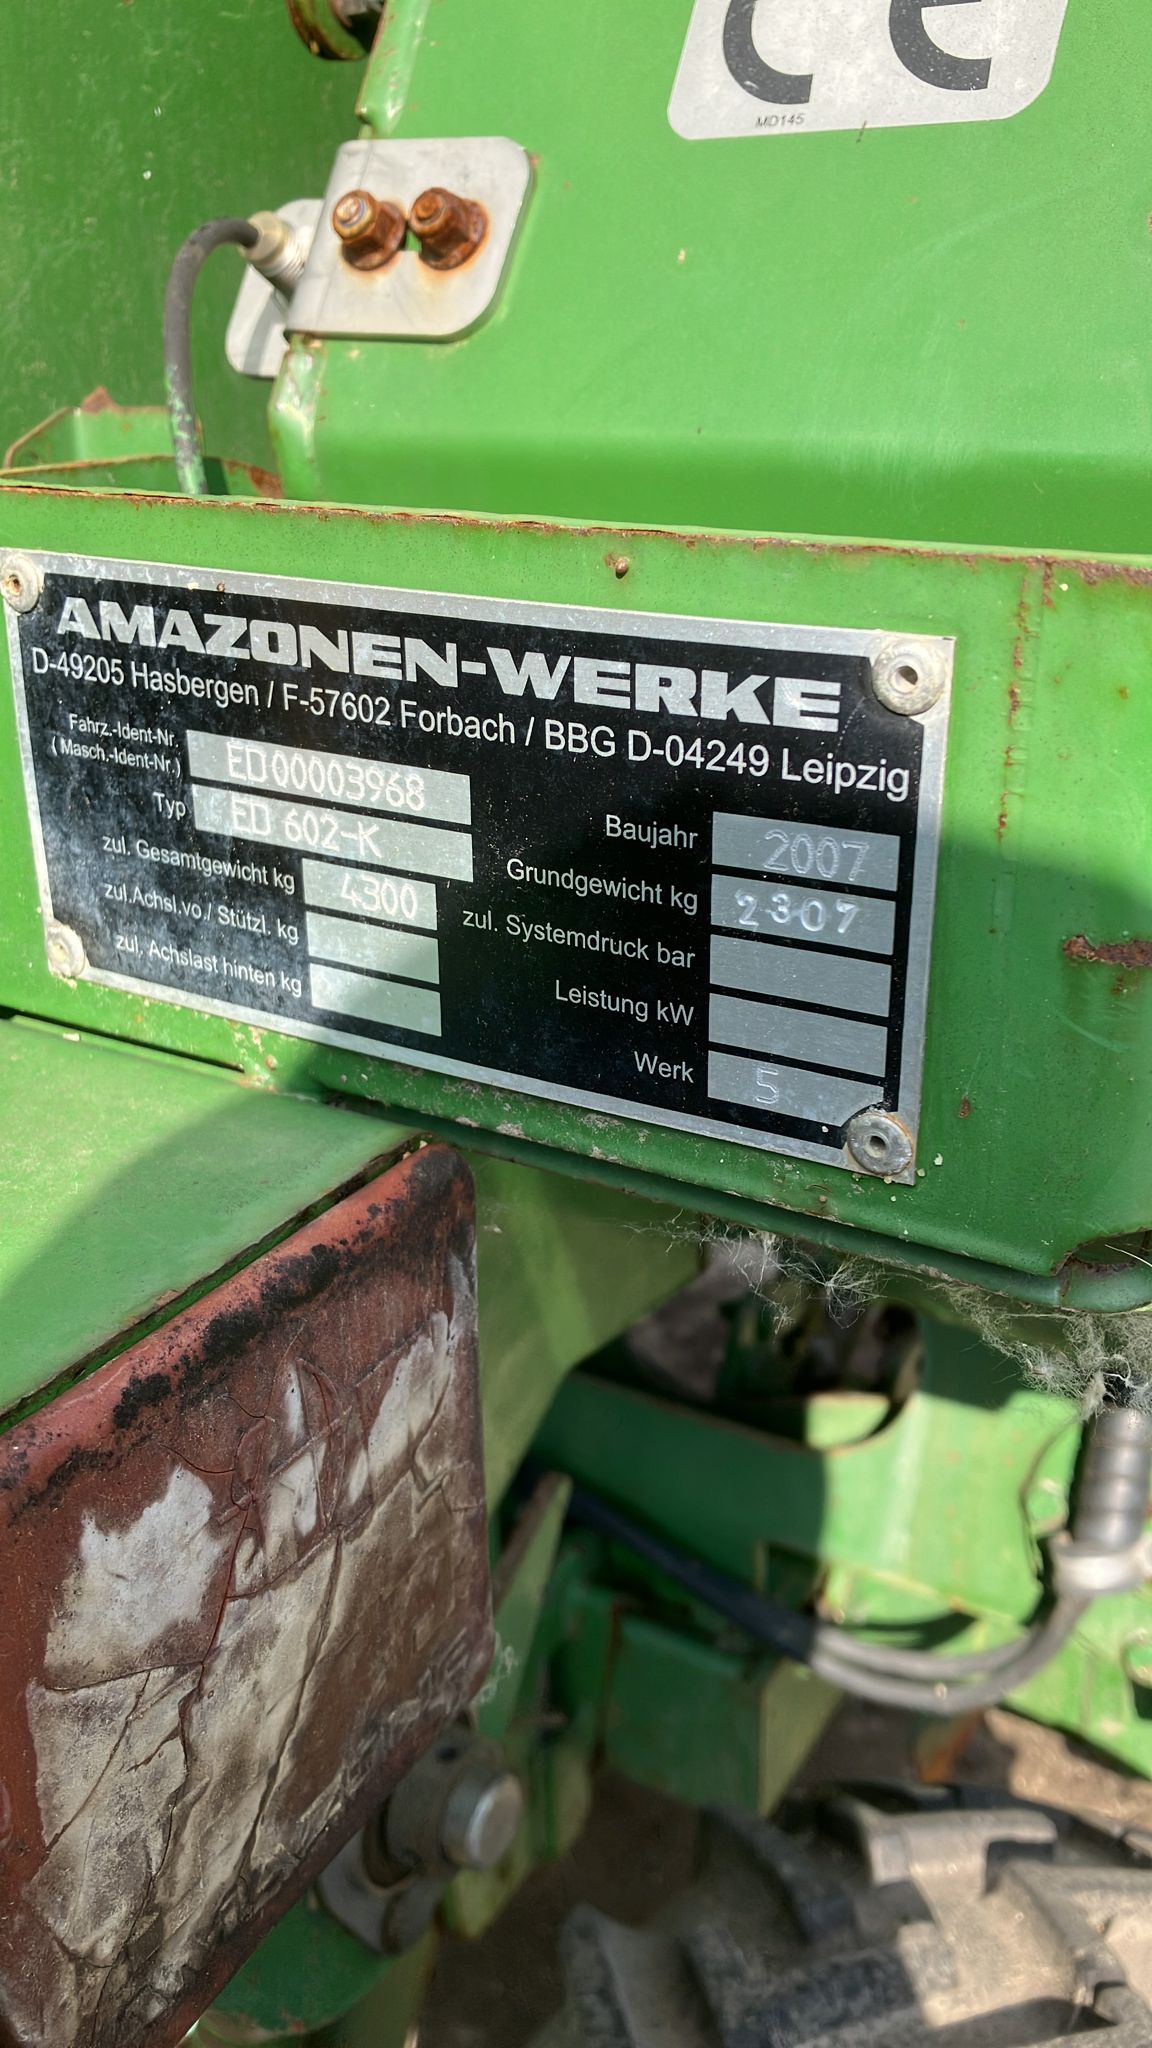 CE
MD145
AMAZONEN-WERKE
D-49205 Hasbergen / F-57602 Forbach / BBG D-04249 Leipzig
Fahrz.-Ident-Nr.
(Masch.-Ident-Nr.) ED00003968
Typ ED 602-K
zul. Gesamtgewicht kg 4300
zul.Achsl.vo./ Stützl. kg
zul. Achslast hinten kg
Baujahr 2007
Grundgewicht kg 2307
zul. Systemdruck bar
Leistung kW
Werk 5